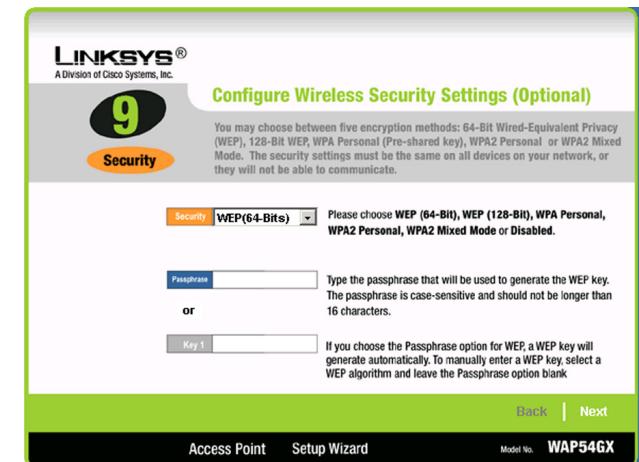 LINKSYS®
A Division of Cisco Systems, Inc.
9
Security
Configure Wireless Security Settings (Optional)
You may choose between five encryption methods: 64-Bit Wired-Equivalent Privacy
(WEP), 128-Bit WEP, WPA Personal (Pre-shared key), WPA2 Personal or WPA2 Mixed
Mode. The security settings must be the same on all devices on your network, or
they will not be able to communicate.
Security
WEP(64-Bits)
Please choose WEP (64-Bit), WEP (128-Bit), WPA Personal,
WPA2 Personal, WPA2 Mixed Mode or Disabled.
Passphrase
Type the passphrase that will be used to generate the WEP key.
The passphrase is case-sensitive and should not be longer than
16 characters.
or
Key 1
If you choose the Passphrase option for WEP, a WEP key will
generate automatically. To manually enter a WEP key, select a
WEP algorithm and leave the Passphrase option blank
Back
Next
Access Point Setup Wizard
Model No. WAP54GX